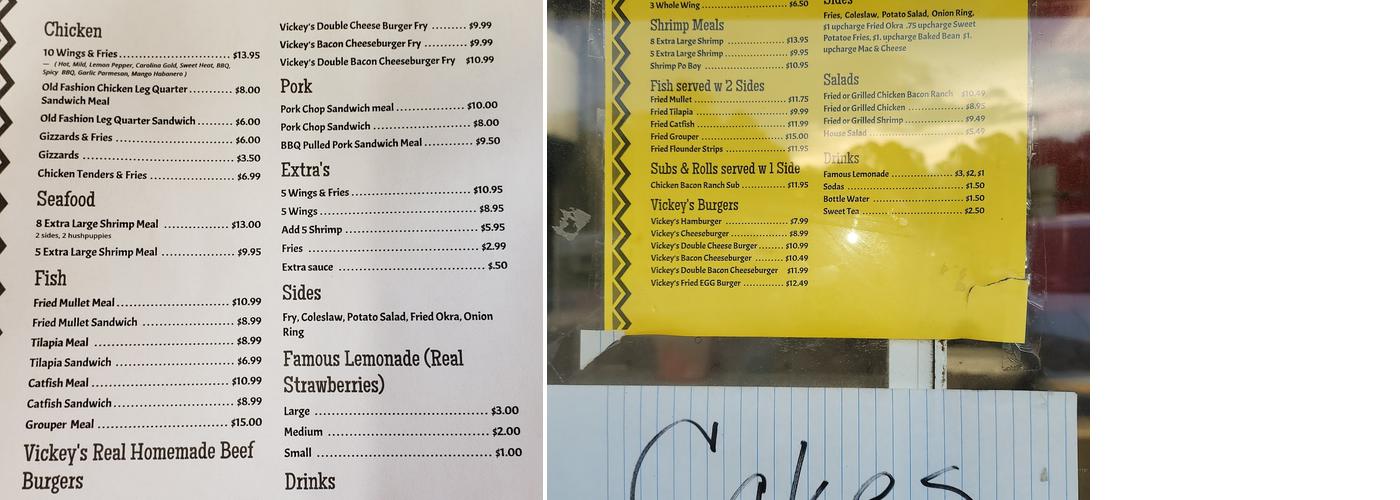 Chicken
10 Wings & Fries $13.95
— ( Hot, Mild, Lemon Pepper, Carolina Gold, Sweet Heat, BBQ,
Spicy BBQ, Garlic Parmeson, Mango Habanero )
Old Fashion Chicken Leg Quarter $8.00
Sandwich Meal
Old Fashion Leg Quarter Sandwich $6.00
Gizzards & Fries $6.00
Gizzards $3.50
Chicken Tenders & Fries $6.99
Seafood
8 Extra Large Shrimp Meal $13.00
2 sides, 2 hushpuppies
5 Extra Large Shrimp Meal $9.95
Fish
Fried Mullet Meal $10.99
Fried Mullet Sandwich $8.99
Tilapia Meal $8.99
Tilapia Sandwich $6.99
Catfish Meal $10.99
Catfish Sandwich $8.99
Grouper Meal $15.00
Vickey's Real Homemade Beef
Burgers
Vickey's Double Cheese Burger Fry $9.99
Vickey's Bacon Cheeseburger Fry $9.99
Vickey's Double Bacon Cheeseburger Fry $10.99
Pork
Pork Chop Sandwich meal $10.00
Pork Chop Sandwich $8.00
BBQ Pulled Pork Sandwich Meal $9.50
Extra's
5 Wings & Fries $10.95
5 Wings $8.95
Add 5 Shrimp $5.95
Fries $2.99
Extra sauce $.50
Sides
Fry, Coleslaw, Potato Salad, Fried Okra, Onion
Ring
Famous Lemonade (Real
Strawberries)
Large $3.00
Medium $2.00
Small $1.00
Drinks
3 Whole Wing $6.50
Shrimp Meals
8 Extra Large Shrimp $13.95
5 Extra Large Shrimp $9.95
Shrimp Po Boy $10.95
Fish served w 2 Sides
Fried Mullet $11.75
Fried Tilapia $9.99
Fried Catfish $11.99
Fried Grouper $15.00
Fried Flounder Strips $11.95
Subs & Rolls served w 1 Side
Chicken Bacon Ranch Sub $11.95
Vickey's Burgers
Vickey's Hamburger $7.99
Vickey's Cheeseburger $8.99
Vickey's Double Cheese Burger $10.99
Vickey's Bacon Cheeseburger $10.49
Vickey's Double Bacon Cheeseburger $11.99
Vickey's Fried EGG Burger $12.49
Sides
Fries, Coleslaw, Potato Salad, Onion Ring,
$1 upcharge Fried Okra .75 upcharge Sweet
Potatoe Fries, $1. upcharge Baked Bean $1.
upcharge Mac & Cheese
Salads
Fried or Grilled Chicken Bacon Ranch $10.49
Fried or Grilled Chicken $8.95
Fried or Grilled Shrimp $9.49
House Salad $5.49
Drinks
Famous Lemonade $3, $2, $1
Sodas $1.50
Bottle Water $1.50
Sweet Tea $2.50
Cakes